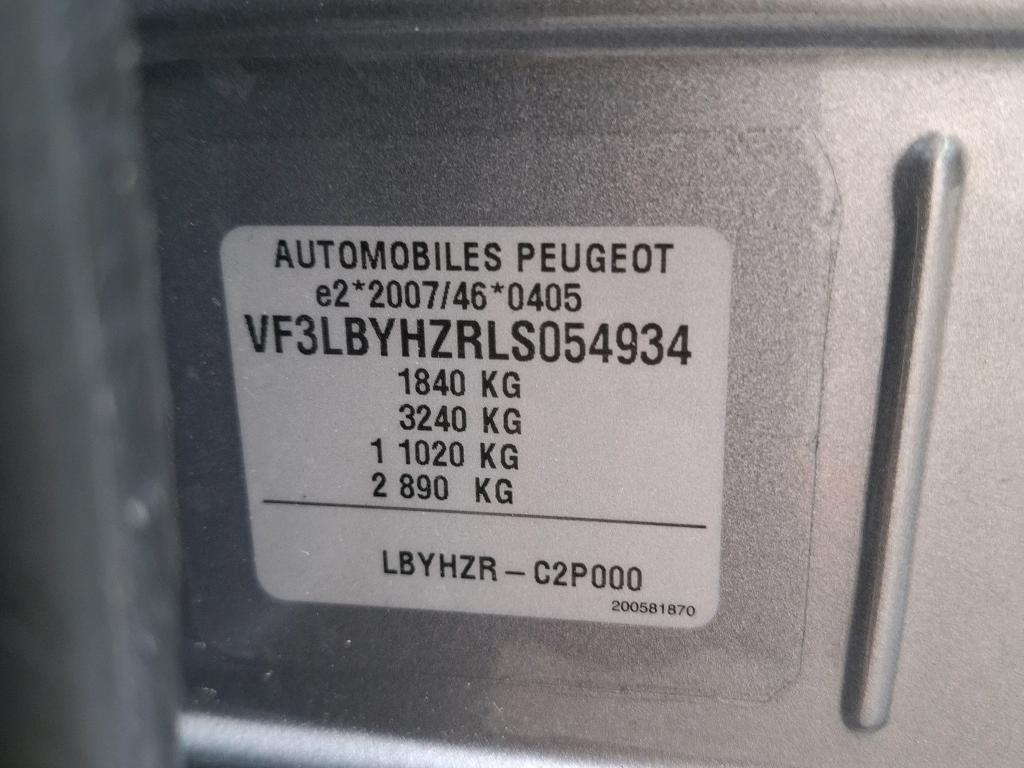 AUTOMOBILES PEUGEOT
e2*2007/46*0405
VF3LBYHZRLS054934
1840 KG
3240 KG
1 1020 KG
2 890 KG
LBYHZR – C2P000
200581870